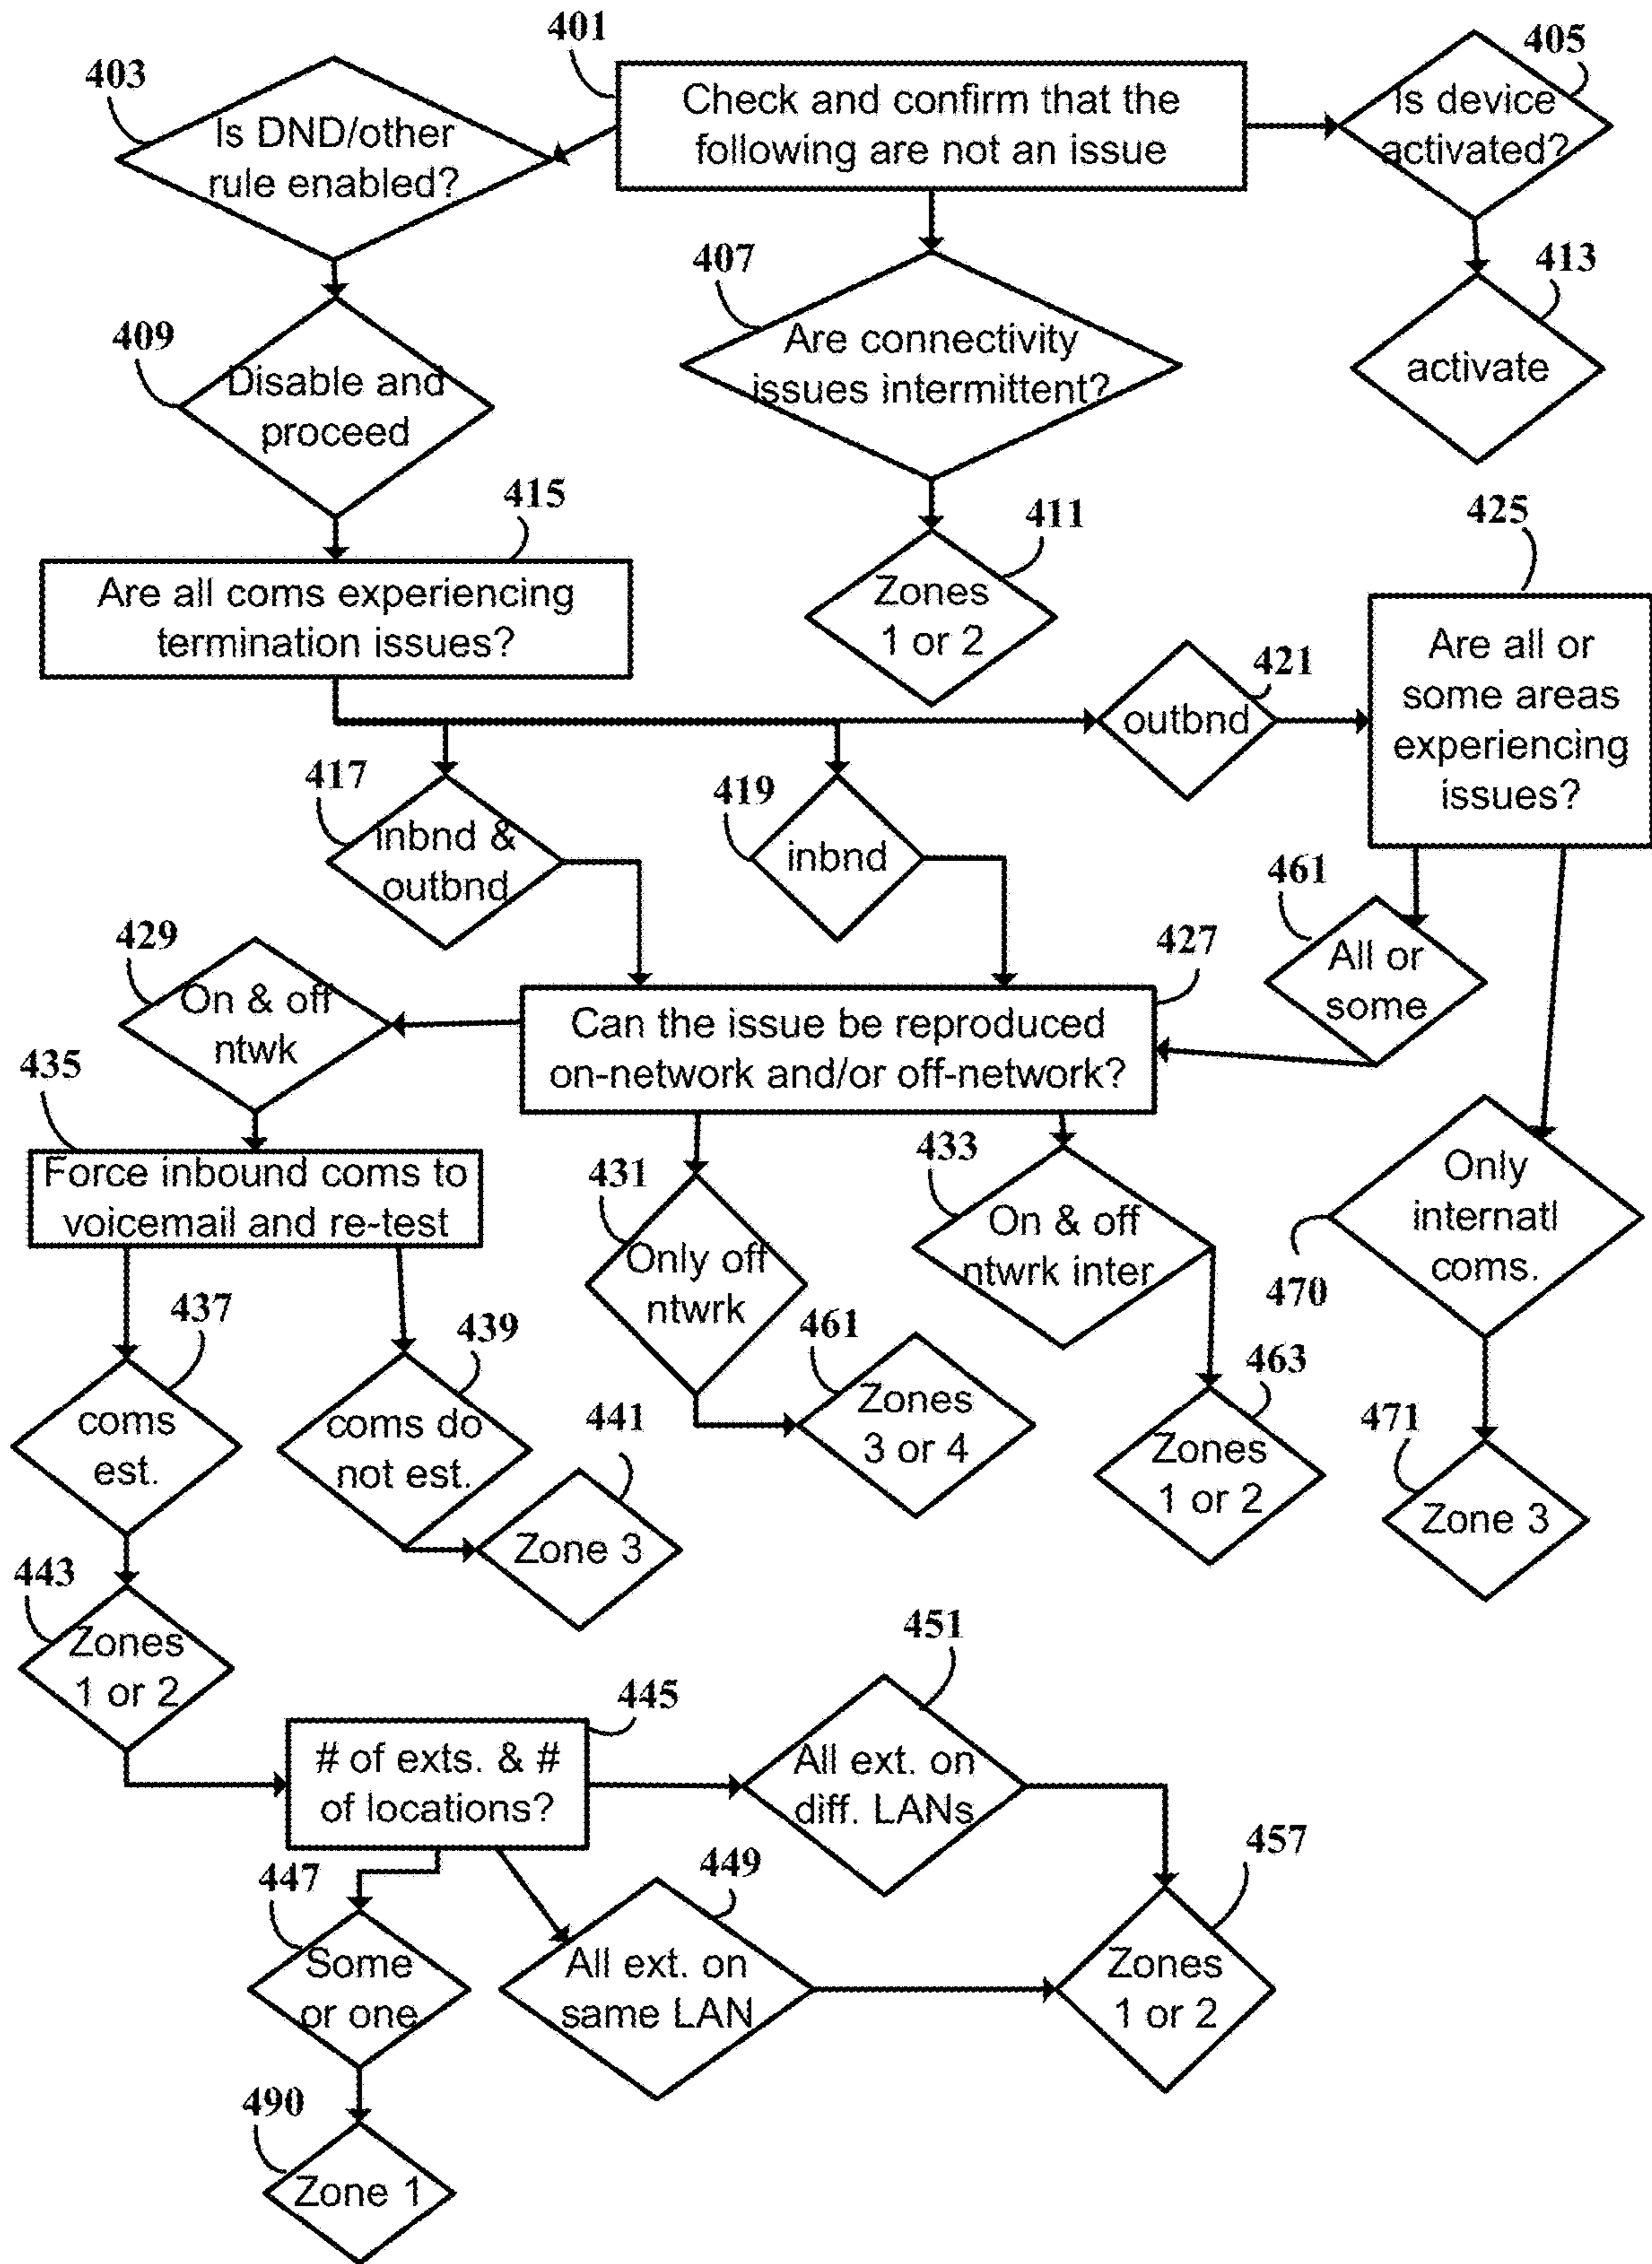 401
Check and confirm that the
following are not an issue
403
Is DND/other
rule enabled?
405
Is device
activated?
407
Are connectivity
issues intermittent?
409
Disable and
proceed
413
activate
411
Zones
1 or 2
415
Are all coms experiencing
termination issues?
417
inbnd &
outbnd
419
inbnd
421
outbnd
425
Are all or
some areas
experiencing
issues?
461
All or
some
427
Can the issue be reproduced
on-network and/or off-network?
429
On & off
ntwk
435
Force inbound coms to
voicemail and re-test
431
Only off
ntwrk
433
On & off
ntwrk inter
470
Only
internatl
coms.
437
coms
est.
439
coms do
not est.
441
Zone 3
461
Zones
3 or 4
463
Zones
1 or 2
471
Zone 3
443
Zones
1 or 2
445
# of exts. & #
of locations?
451
All ext. on
diff. LANs
447
Some
or one
449
All ext. on
same LAN
457
Zones
1 or 2
490
Zone 1